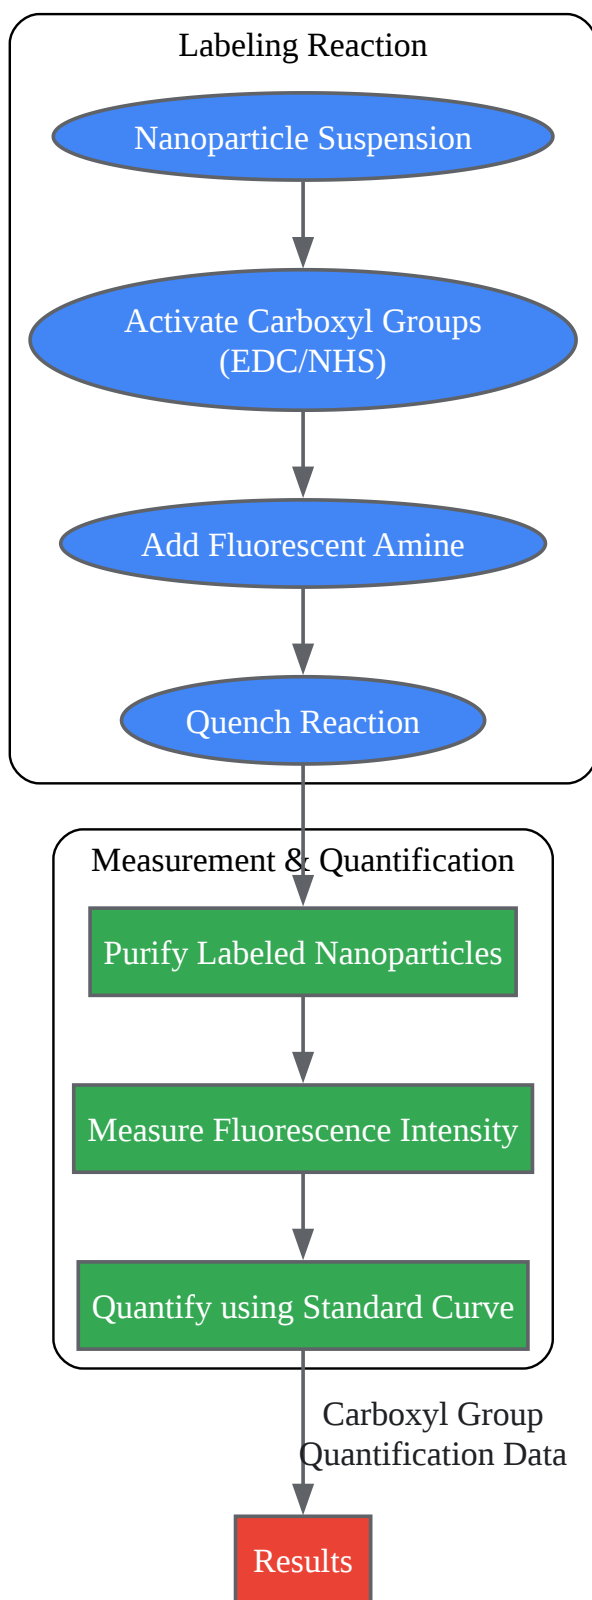 Labeling Reaction
Nanoparticle Suspension
Activate Carboxyl Groups
(EDC/NHS)
Add Fluorescent Amine
Quench Reaction
Measurement & Quantification
Purify Labeled Nanoparticles
Measure Fluorescence Intensity
Quantify using Standard Curve
Carboxyl Group
Quantification Data
Results